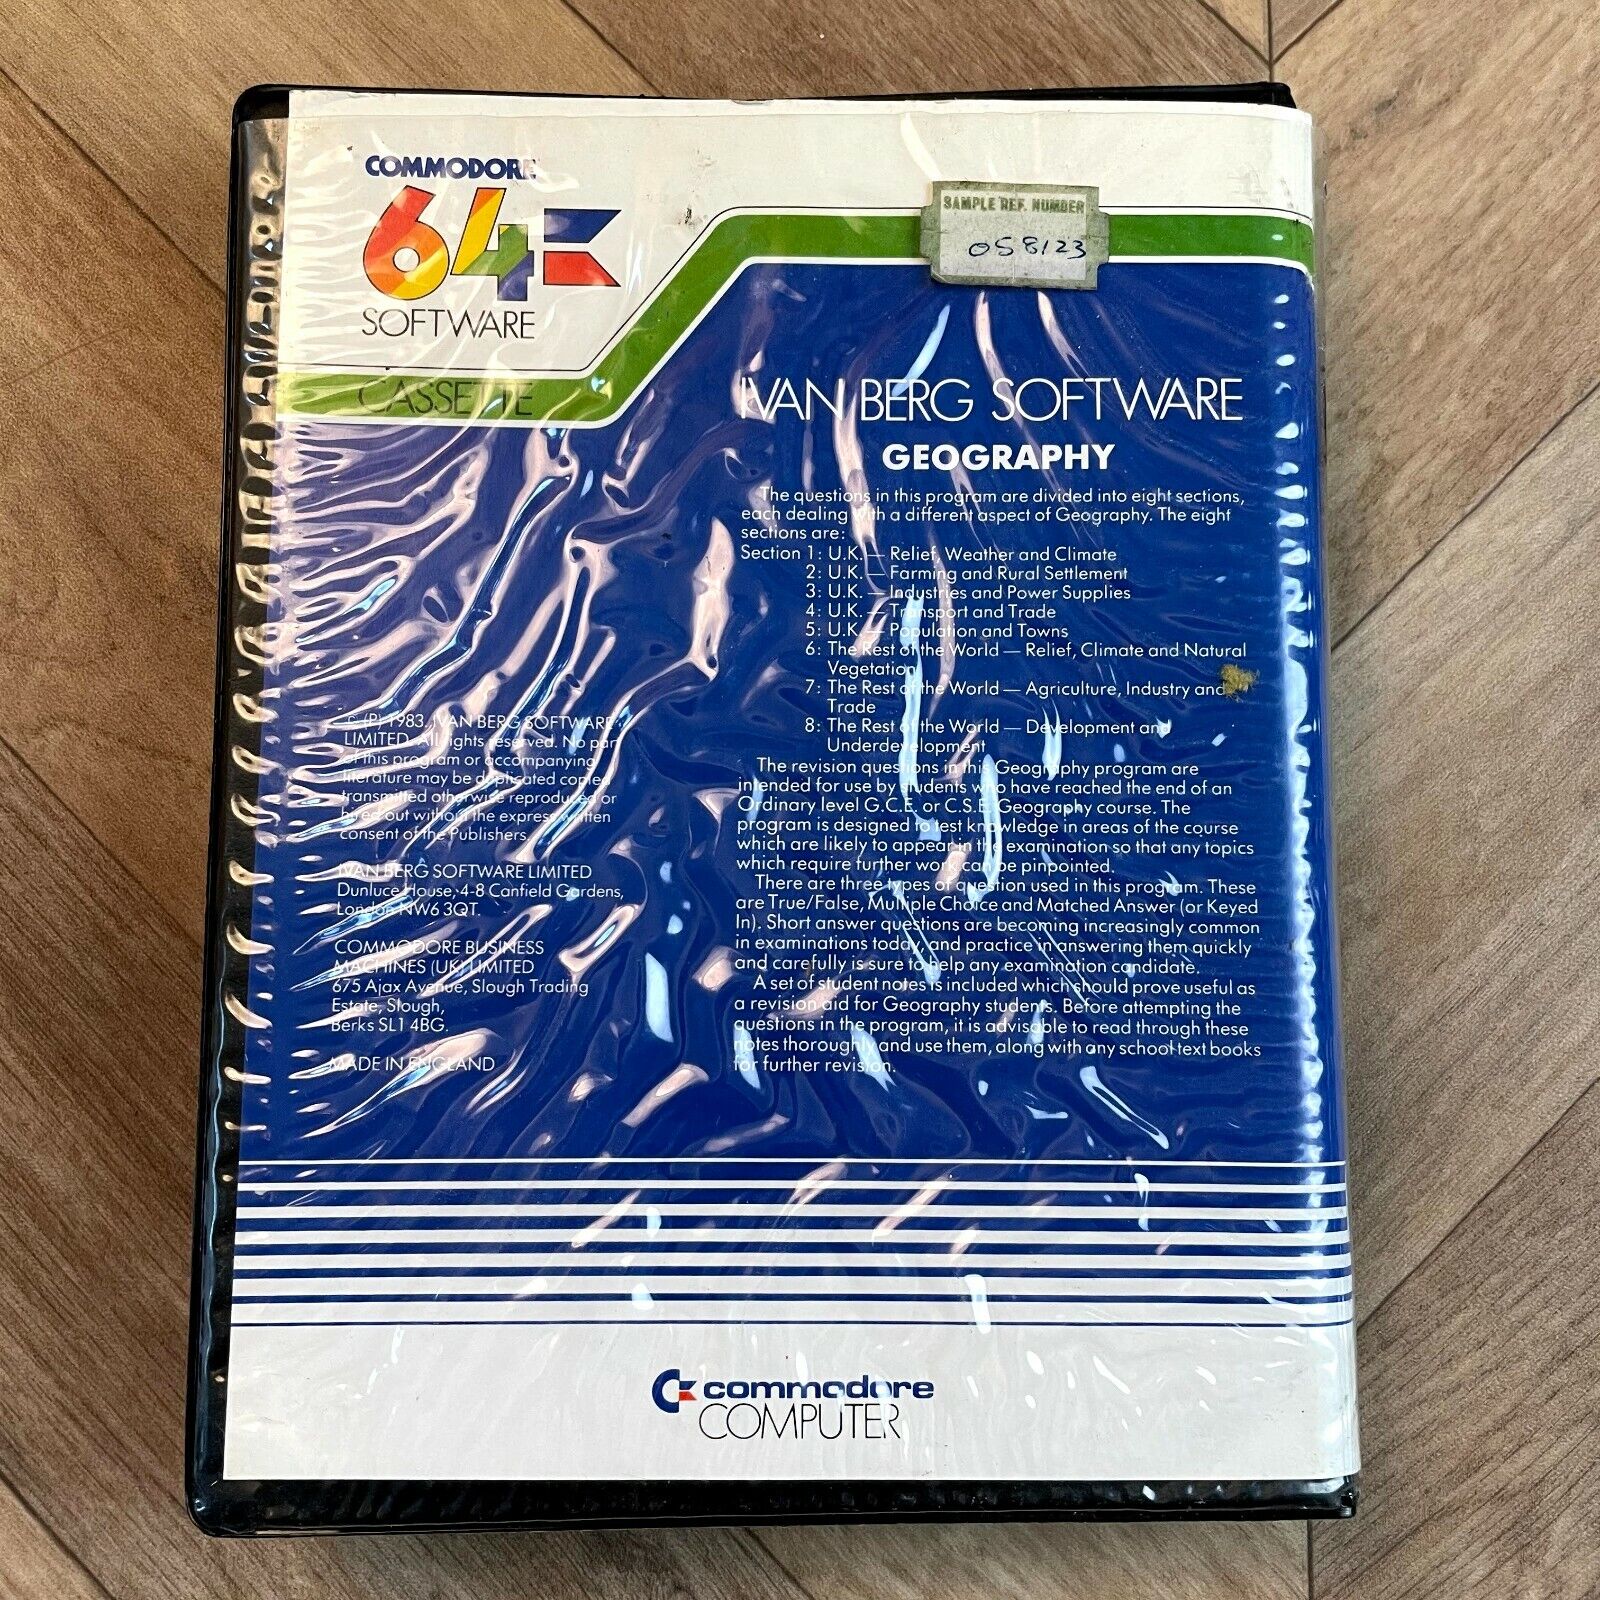 COMMODORE
64
SOFTWARE
CASSETTE
SAMPLE REF. NUMBER
058123
IVAN BERG SOFTWARE
GEOGRAPHY
The questions in this program are divided into eight sections,
each dealing with a different aspect of Geography. The eight
sections are:
Section 1: U.K. — Relief, Weather and Climate
2: U.K. — Farming and Rural Settlement
3: U.K. — Industries and Power Supplies
4: U.K. — Transport and Trade
5: U.K. — Population and Towns
6: The Rest of the World — Relief, Climate and Natural
Vegetation
7: The Rest of the World — Agriculture, Industry and
Trade
8: The Rest of the World — Development and
Underdevelopment
The revision questions in this Geography program are
intended for use by students who have reached the end of an
Ordinary level G.C.E. or C.S.E. Geography course. The
program is designed to test knowledge in areas of the course
which are likely to appear in the examination so that any topics
which require further work can be pinpointed.
There are three types of question used in this program. These
are True/False, Multiple Choice and Matched Answer (or Keyed
In). Short answer questions are becoming increasingly common
in examinations today, and practice in answering them quickly
and carefully is sure to help any examination candidate.
A set of student notes is included which should prove useful as
a revision aid for Geography students. Before attempting the
questions in the program, it is advisable to read through these
notes thoroughly and use them, along with any school text books
for further revision.
© (P) 1983. IVAN BERG SOFTWARE
LIMITED. All rights reserved. No part
of this program or accompanying
literature may be duplicated copied
transmitted otherwise reproduced or
hired out without the express written
consent of the Publishers.
IVAN BERG SOFTWARE LIMITED
Dunluce House, 4-8 Canfield Gardens,
London NW6 3QT.
COMMODORE BUSINESS
MACHINES (UK) LIMITED
675 Ajax Avenue, Slough Trading
Estate, Slough,
Berks SL1 4BG.
MADE IN ENGLAND
commodore
COMPUTER